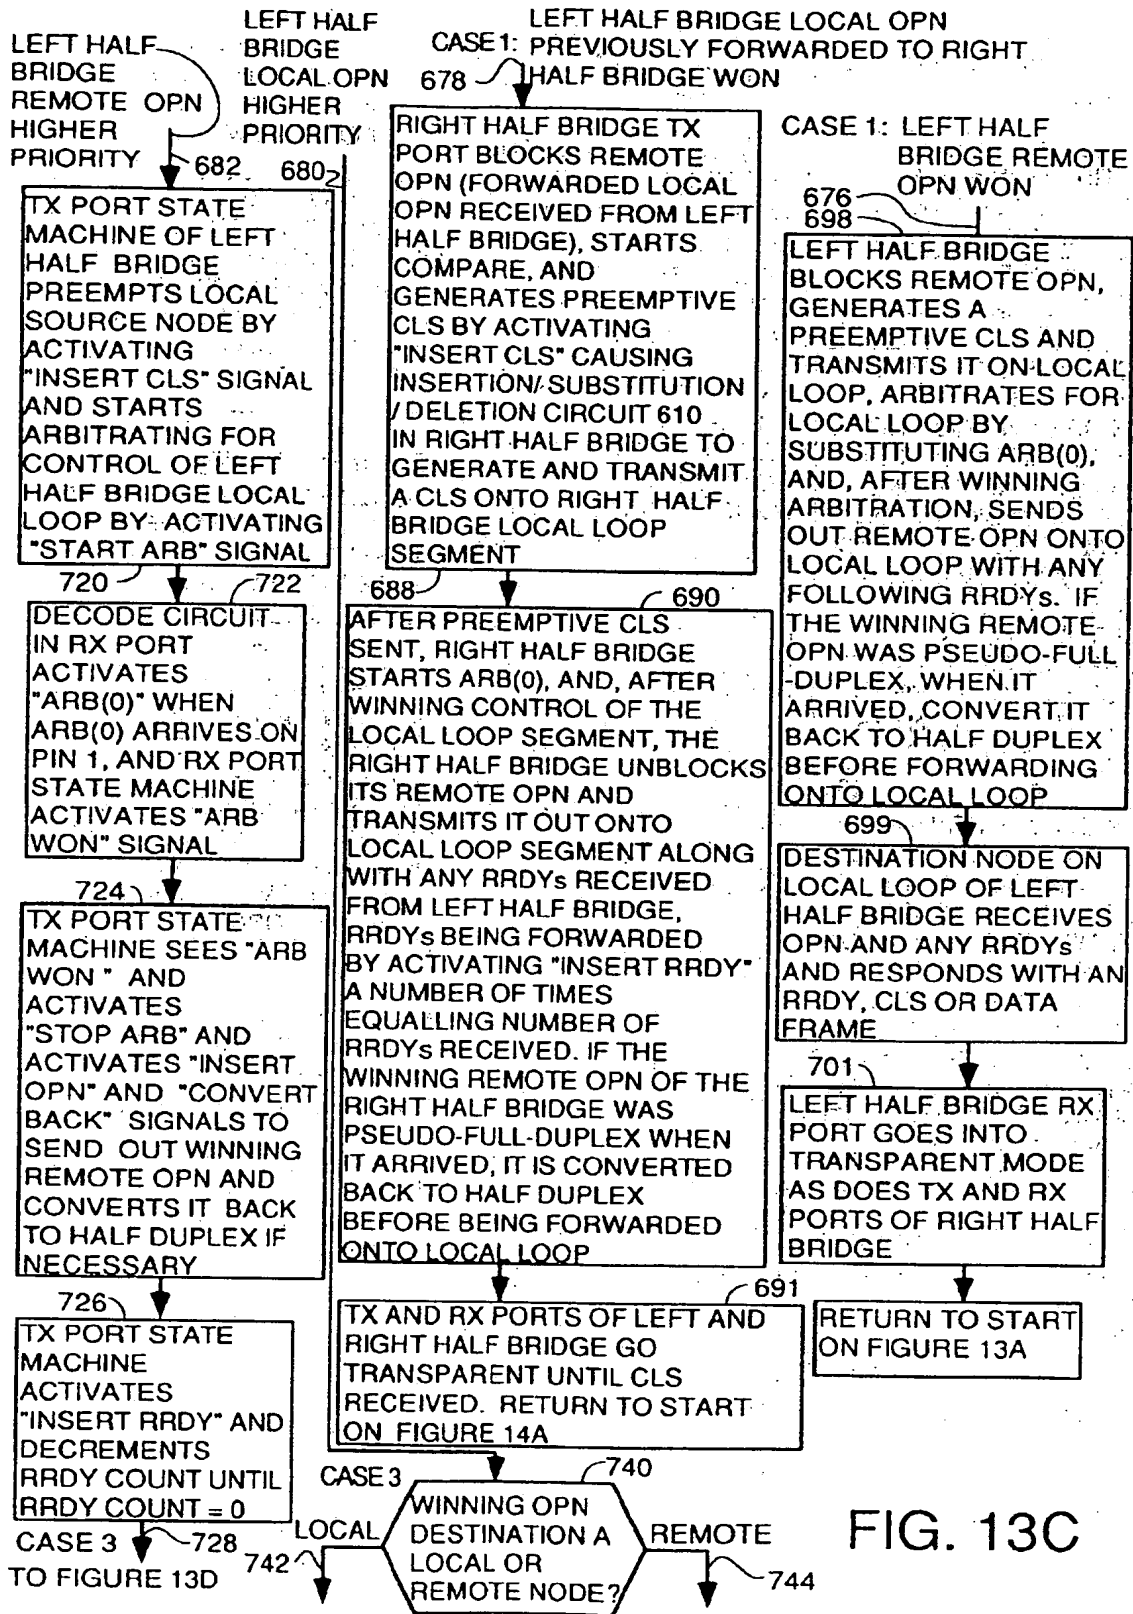 LEFT HALF
BRIDGE
REMOTE OPN
HIGHER
PRIORITY
682
TX PORT STATE
MACHINE OF LEFT
HALF BRIDGE
PREEMPTS LOCAL
SOURCE NODE BY
ACTIVATING
"INSERT CLS" SIGNAL
AND STARTS
ARBITRATING FOR
CONTROL OF LEFT
HALF BRIDGE LOCAL
LOOP BY ACTIVATING
"START ARB" SIGNAL
720
722
DECODE CIRCUIT
IN RX PORT
ACTIVATES
"ARB(0)" WHEN
ARB(0) ARRIVES ON
PIN 1, AND RX PORT
STATE MACHINE
ACTIVATES "ARB
WON" SIGNAL
724
TX PORT STATE
MACHINE SEES "ARB
WON " AND
ACTIVATES
"STOP ARB" AND
ACTIVATES "INSERT
OPN" AND "CONVERT
BACK" SIGNALS TO
SEND OUT WINNING
REMOTE OPN AND
CONVERTS IT BACK
TO HALF DUPLEX IF
NECESSARY
726
TX PORT STATE
MACHINE
ACTIVATES
"INSERT RRDY" AND
DECREMENTS
RRDY COUNT UNTIL
RRDY COUNT = 0
CASE 3
728
TO FIGURE 13D
LEFT HALF
BRIDGE
LOCAL OPN
HIGHER
PRIORITY
680
CASE 1:
LEFT HALF BRIDGE LOCAL OPN
PREVIOUSLY FORWARDED TO RIGHT
HALF BRIDGE WON
678
RIGHT HALF BRIDGE TX
PORT BLOCKS REMOTE
OPN (FORWARDED LOCAL
OPN RECEIVED FROM LEFT
HALF BRIDGE), STARTS
COMPARE, AND
GENERATES PREEMPTIVE
CLS BY ACTIVATING
"INSERT CLS" CAUSING
INSERTION/ SUBSTITUTION
/ DELETION CIRCUIT 610
IN RIGHT HALF BRIDGE TO
GENERATE AND TRANSMIT
A CLS ONTO RIGHT HALF
BRIDGE LOCAL LOOP
SEGMENT
688
690
AFTER PREEMPTIVE CLS
SENT, RIGHT HALF BRIDGE
STARTS ARB(0), AND, AFTER
WINNING CONTROL OF THE
LOCAL LOOP SEGMENT, THE
RIGHT HALF BRIDGE UNBLOCKS
ITS REMOTE OPN AND
TRANSMITS IT OUT ONTO
LOCAL LOOP SEGMENT ALONG
WITH ANY RRDYs RECEIVED
FROM LEFT HALF BRIDGE,
RRDYs BEING FORWARDED
BY ACTIVATING "INSERT RRDY"
A NUMBER OF TIMES
EQUALLING NUMBER OF
RRDYs RECEIVED. IF THE
WINNING REMOTE OPN OF THE
RIGHT HALF BRIDGE WAS
PSEUDO-FULL-DUPLEX WHEN
IT ARRIVED, IT IS CONVERTED
BACK TO HALF DUPLEX
BEFORE BEING FORWARDED
ONTO LOCAL LOOP
691
TX AND RX PORTS OF LEFT AND
RIGHT HALF BRIDGE GO
TRANSPARENT UNTIL CLS
RECEIVED. RETURN TO START
ON FIGURE 14A
CASE 3
740
WINNING OPN
DESTINATION A
LOCAL OR
REMOTE NODE?
LOCAL
742
REMOTE
744
CASE 1: LEFT HALF
BRIDGE REMOTE
OPN WON
676
698
LEFT HALF BRIDGE
BLOCKS REMOTE OPN,
GENERATES A
PREEMPTIVE CLS AND
TRANSMITS IT ON LOCAL
LOOP, ARBITRATES FOR
LOCAL LOOP BY
SUBSTITUTING ARB(0),
AND, AFTER WINNING
ARBITRATION, SENDS
OUT REMOTE OPN ONTO
LOCAL LOOP WITH ANY
FOLLOWING RRDYs. IF
THE WINNING REMOTE
OPN WAS PSEUDO-FULL
-DUPLEX, WHEN IT
ARRIVED, CONVERT IT
BACK TO HALF DUPLEX
BEFORE FORWARDING
ONTO LOCAL LOOP
699
DESTINATION NODE ON
LOCAL LOOP OF LEFT
HALF BRIDGE RECEIVES
OPN AND ANY RRDYs
AND RESPONDS WITH AN
RRDY, CLS OR DATA
FRAME
701
LEFT HALF BRIDGE RX
PORT GOES INTO
TRANSPARENT MODE
AS DOES TX AND RX
PORTS OF RIGHT HALF
BRIDGE
RETURN TO START
ON FIGURE 13A
FIG. 13C